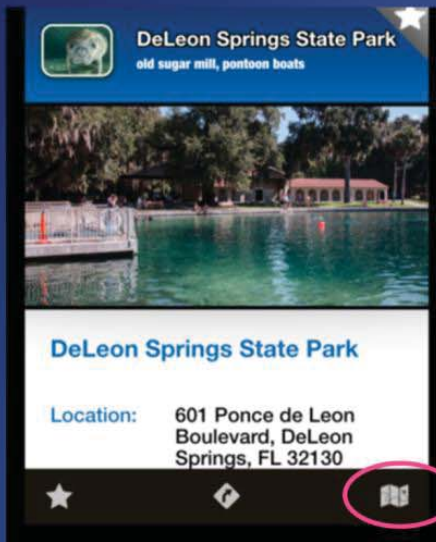 DeLeon Springs State Park
old sugar mill, pontoon boats
DeLeon Springs State Park
Location: 601 Ponce de Leon
Boulevard, DeLeon
Springs, FL 32130